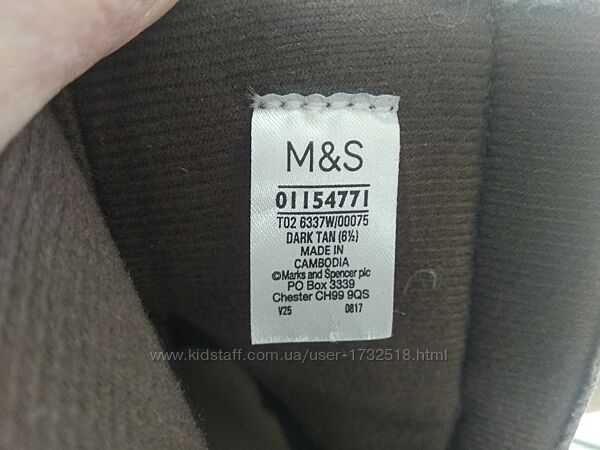 M&S
01154771
T02 6337W/00075
DARK TAN (6½)
MADE IN
CAMBODIA
©Marks and Spencer plc
PO Box 3339
Chester CH99 9QS
V25 0817
www.kidstaff.com.ua/user-1732518.html